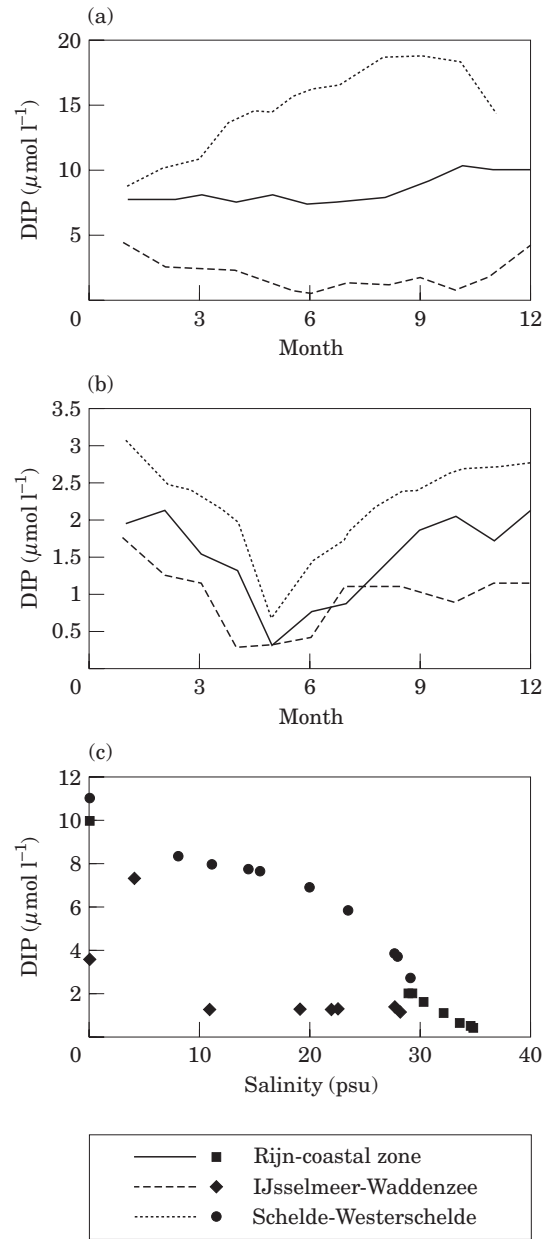 (a)
20
15
10
5
0
DIP (μmol l⁻¹)
3 6 9 12
Month
(b)
3.5
3
2.5
2
1.5
1
0.5
0
DIP (μmol l⁻¹)
3 6 9 12
Month
(c)
12
10
8
6
4
2
0
DIP (μmol l⁻¹)
10 20 30 40
Salinity (psu)
Rijn-coastal zone
IJsselmeer-Waddenzee
Schelde-Westerschelde